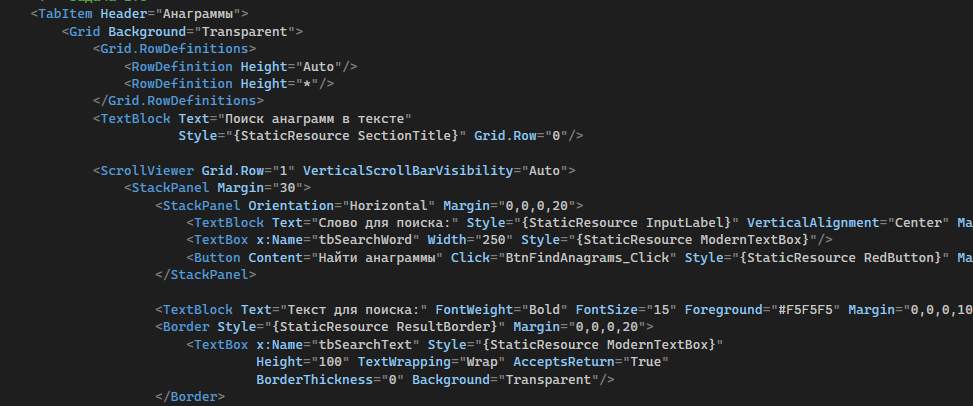 <TabItem Header="Анаграммы">
<Grid Background="Transparent">
<Grid.RowDefinitions>
<RowDefinition Height="Auto"/>
<RowDefinition Height="*"/>
</Grid.RowDefinitions>
<TextBlock Text="Поиск анаграмм в тексте"
Style="{StaticResource SectionTitle}" Grid.Row="0"/>
<ScrollViewer Grid.Row="1" VerticalScrollBarVisibility="Auto">
<StackPanel Margin="30">
<StackPanel Orientation="Horizontal" Margin="0,0,0,20">
<TextBlock Text="Слово для поиска:" Style="{StaticResource InputLabel}" VerticalAlignment="Center" Ma
<TextBox x:Name="tbSearchWord" Width="250" Style="{StaticResource ModernTextBox}"/>
<Button Content="Найти анаграммы" Click="BtnFindAnagrams_Click" Style="{StaticResource RedButton}" Ma
</StackPanel>
<TextBlock Text="Текст для поиска:" FontWeight="Bold" FontSize="15" Foreground="#F5F5F5" Margin="0,0,0,10
<Border Style="{StaticResource ResultBorder}" Margin="0,0,0,20">
<TextBox x:Name="tbSearchText" Style="{StaticResource ModernTextBox}"
Height="100" TextWrapping="Wrap" AcceptsReturn="True"
BorderThickness="0" Background="Transparent"/>
</Border>